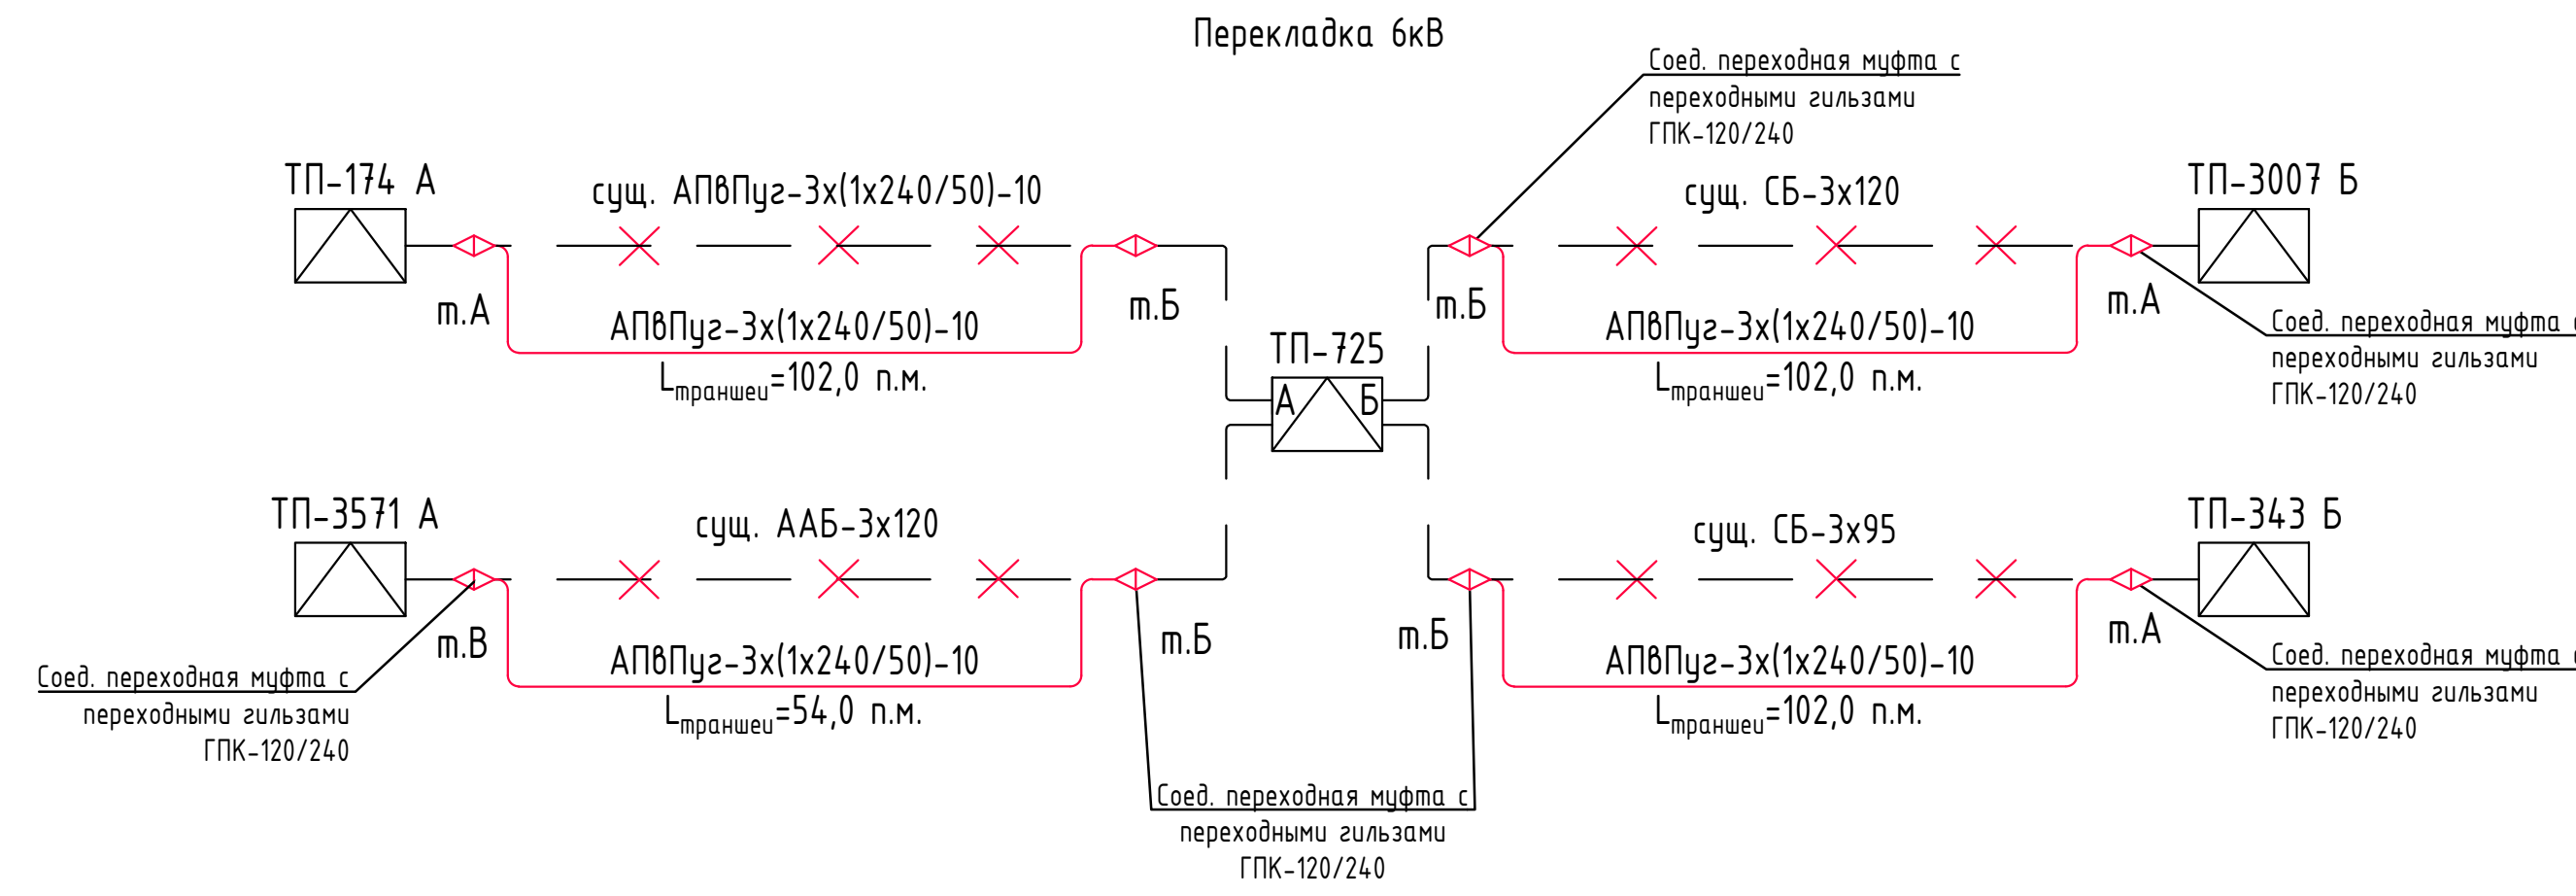 Перекладка 6кВ
Соед. переходная муфта с
переходными гильзами
ГПК-120/240
ТП-174 А
сущ. АПвПуг-3х(1х240/50)-10
сущ. СБ-3х120
ТП-3007 Б
т.А
т.Б
т.Б
т.А
АПвПуг-3х(1х240/50)-10
Lтраншеи=102,0 п.м.
АПвПуг-3х(1х240/50)-10
Lтраншеи=102,0 п.м.
Соед. переходная муфта с
переходными гильзами
ГПК-120/240
ТП-725
А
Б
ТП-3571 А
сущ. ААБ-3х120
сущ. СБ-3х95
ТП-343 Б
т.В
т.Б
т.Б
т.А
АПвПуг-3х(1х240/50)-10
Lтраншеи=54,0 п.м.
АПвПуг-3х(1х240/50)-10
Lтраншеи=102,0 п.м.
Соед. переходная муфта с
переходными гильзами
ГПК-120/240
Соед. переходная муфта с
переходными гильзами
ГПК-120/240
Соед. переходная муфта с
переходными гильзами
ГПК-120/240